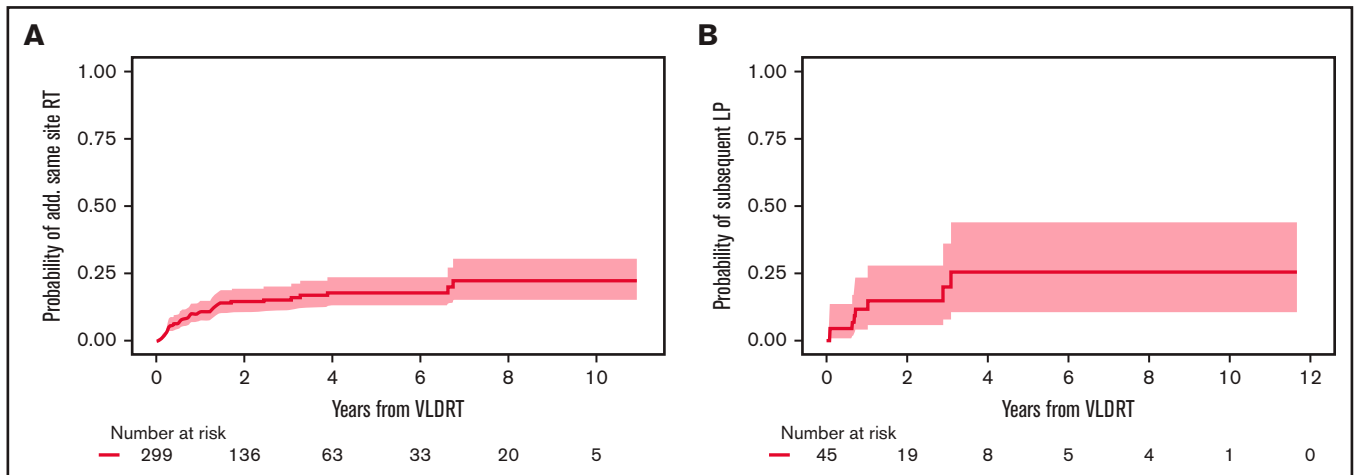 A
Probability of add. same site RT
1.00
0.75
0.50
0.25
0.00
0 2 4 6 8 10
Years from VLDRT
Number at risk
299 136 63 33 20 5
B
Probability of subsequent LP
1.00
0.75
0.50
0.25
0.00
0 2 4 6 8 10 12
Years from VLDRT
Number at risk
45 19 8 5 4 1 0